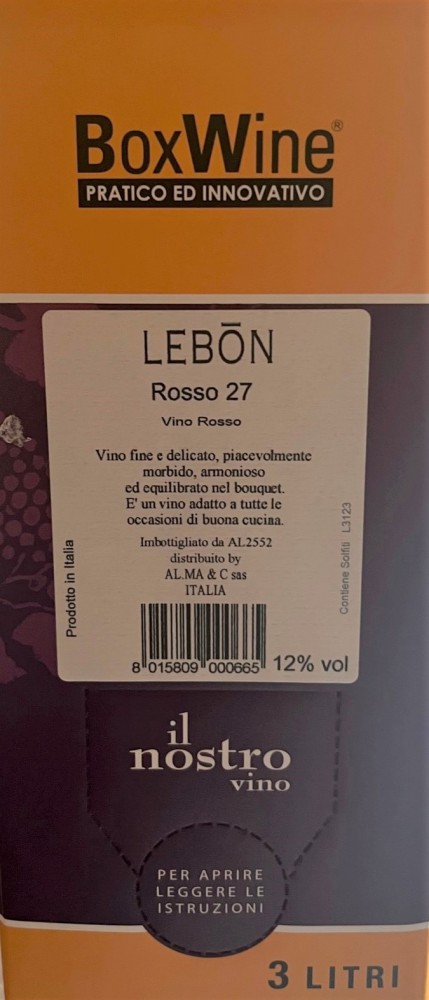 BoxWine®
PRATICO ED INNOVATIVO
LEBŌN
Rosso 27
Vino Rosso
Vino fine e delicato, piacevolmente
morbido, armonioso
ed equilibrato nel bouquet.
E' un vino adatto a tutte le
occasioni di buona cucina.
Imbottigliato da AL2552
distribuito by
AL.MA & C sas
ITALIA
Prodotto in Italia
Contiene Solfiti L3123
8 015809 000665
12% vol
il
nostro
vino
PER APRIRE
LEGGERE LE
ISTRUZIONI
3 LITRI